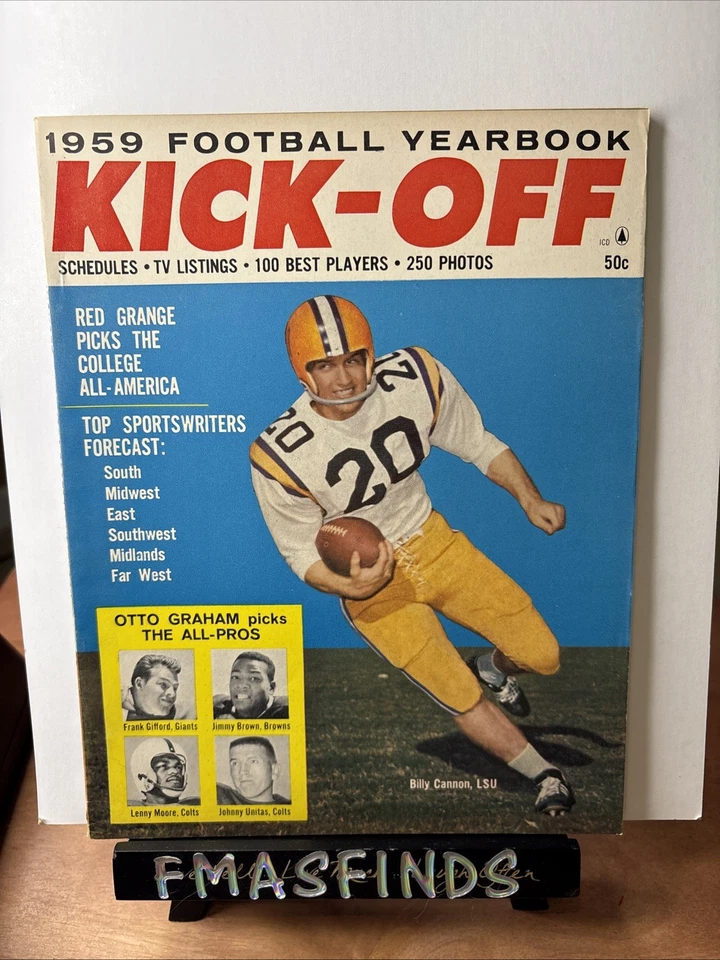 1959 FOOTBALL YEARBOOK
KICK-OFF
ICD
SCHEDULES • TV LISTINGS • 100 BEST PLAYERS • 250 PHOTOS 50c
RED GRANGE
PICKS THE
COLLEGE
ALL-AMERICA
TOP SPORTSWRITERS
FORECAST:
South
Midwest
East
Southwest
Midlands
Far West
20
20
20
OTTO GRAHAM picks
THE ALL-PROS
Frank Gifford, Giants
Jimmy Brown, Browns
Lenny Moore, Colts
Johnny Unitas, Colts
Billy Cannon, LSU
FMASFINDS